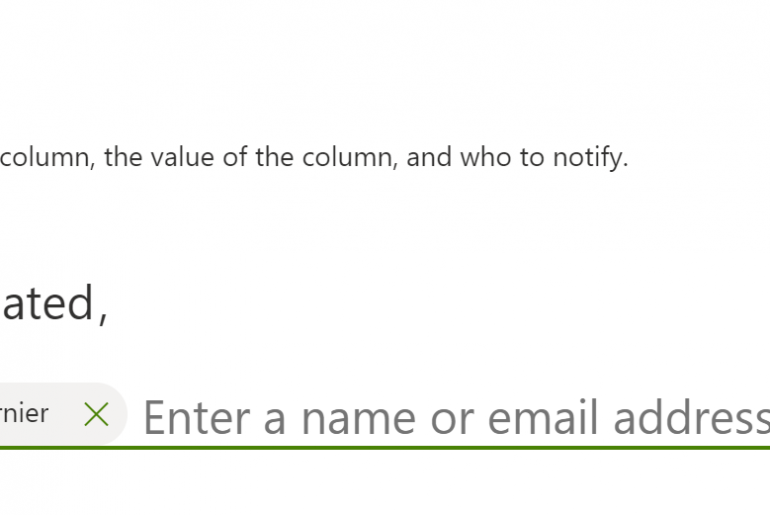 column, the value of the column, and who to notify.
ated,
rnier
Enter a name or email address